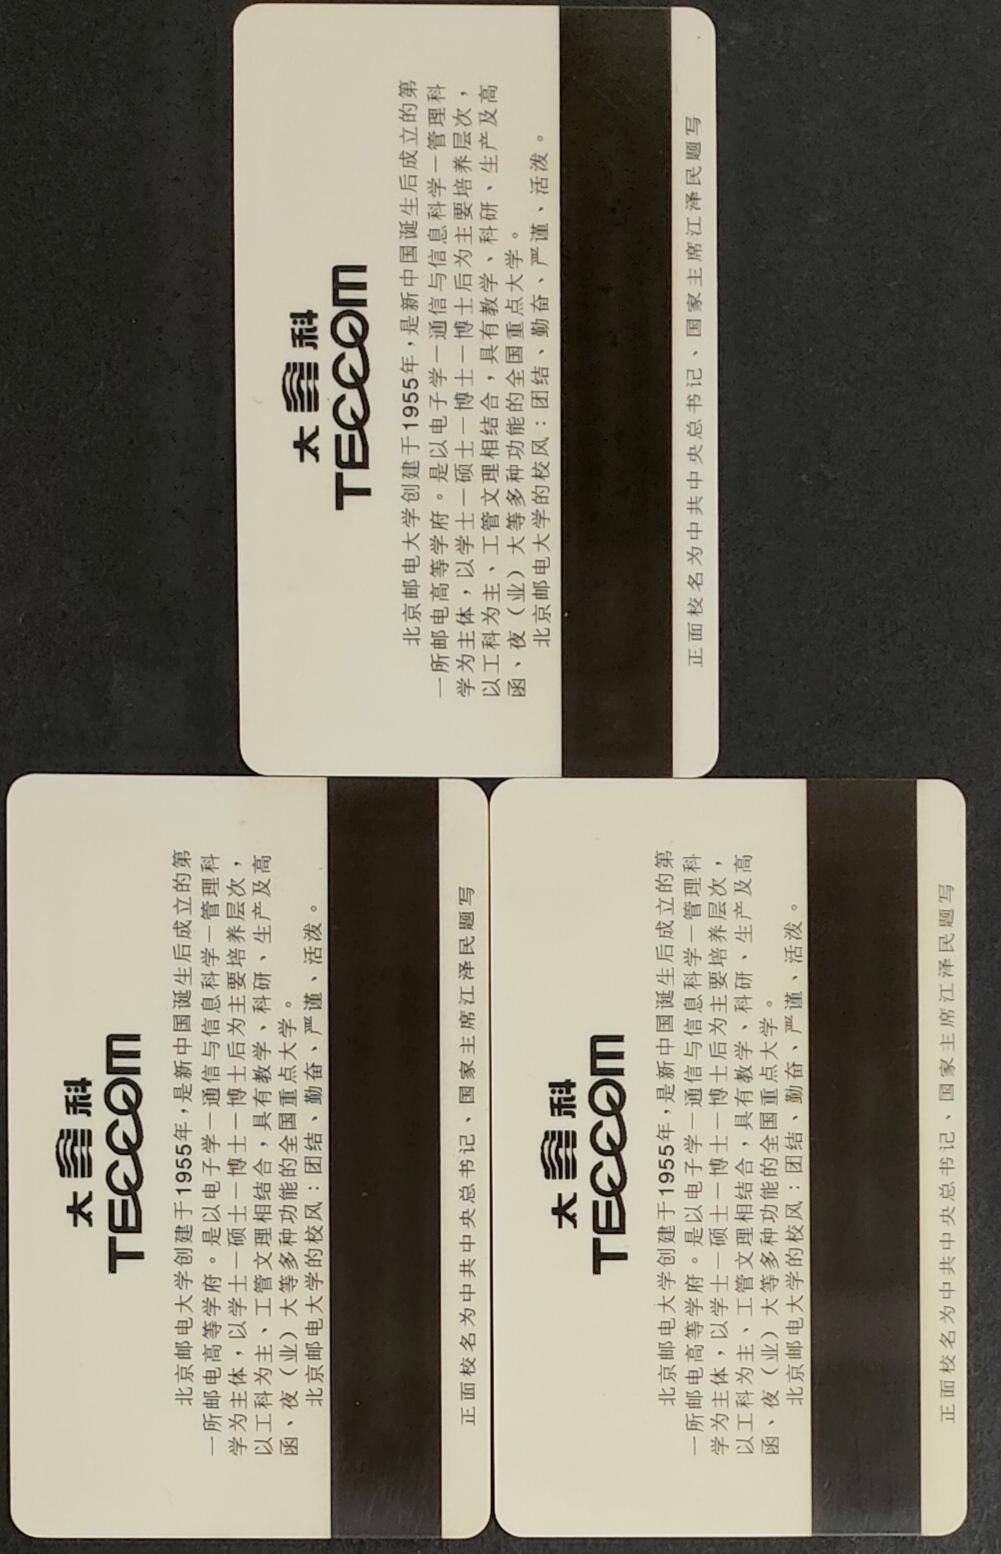 太 科
TECCOM
北京邮电大学创建于1955年，是新中国诞生后成立的第
一所邮电高等学府。是以电子学—通信与信息科学—管理科
学为主体，以学士—硕士—博士—博士后为主要培养层次，
以工科为主、工管文理相结合，具有教学、科研、生产及高
函、夜（业）大等多种功能的全国重点大学。
北京邮电大学的校风：团结、勤奋、严谨、活泼。
正面校名为中共中央总书记、国家主席江泽民题写
太 科
TECCOM
北京邮电大学创建于1955年，是新中国诞生后成立的第
一所邮电高等学府。是以电子学—通信与信息科学—管理科
学为主体，以学士—硕士—博士—博士后为主要培养层次，
以工科为主、工管文理相结合，具有教学、科研、生产及高
函、夜（业）大等多种功能的全国重点大学。
北京邮电大学的校风：团结、勤奋、严谨、活泼。
正面校名为中共中央总书记、国家主席江泽民题写
太 科
TECCOM
北京邮电大学创建于1955年，是新中国诞生后成立的第
一所邮电高等学府。是以电子学—通信与信息科学—管理科
学为主体，以学士—硕士—博士—博士后为主要培养层次，
以工科为主、工管文理相结合，具有教学、科研、生产及高
函、夜（业）大等多种功能的全国重点大学。
北京邮电大学的校风：团结、勤奋、严谨、活泼。
正面校名为中共中央总书记、国家主席江泽民题写